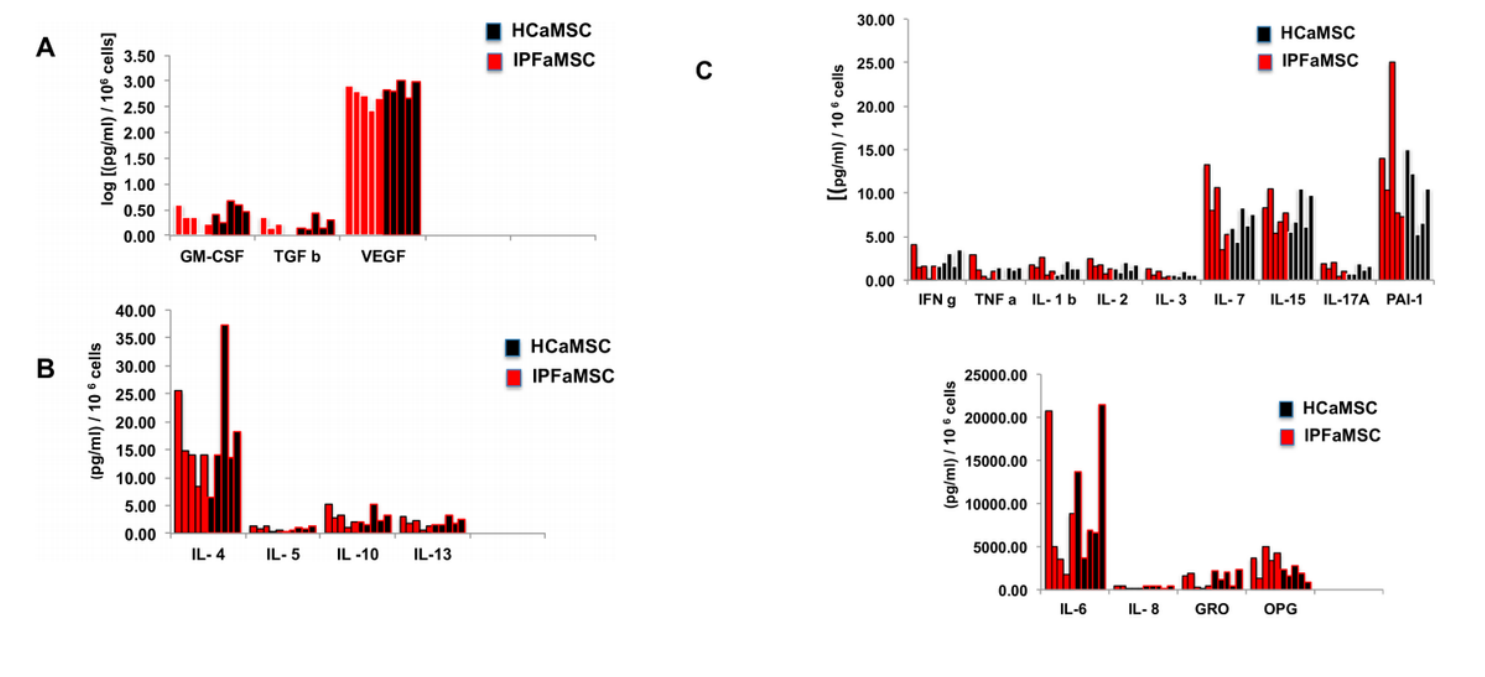 A
log [(pg/ml) / 10⁶ cells]
3.50
3.00
2.50
2.00
1.50
1.00
0.50
0.00
GM-CSF TGF b VEGF
HCaMSC
IPFaMSC
B
(pg/ml) / 10 ⁶ cells
40.00
35.00
30.00
25.00
20.00
15.00
10.00
5.00
0.00
IL- 4 IL- 5 IL -10 IL-13
HCaMSC
IPFaMSC
C
[(pg/ml) / 10 ⁶ cells
30.00
25.00
20.00
15.00
10.00
5.00
0.00
IFN g TNF a IL- 1 b IL- 2 IL- 3 IL- 7 IL-15 IL-17A PAI-1
HCaMSC
IPFaMSC
(pg/ml) / 10 ⁶ cells
25000.00
20000.00
15000.00
10000.00
5000.00
0.00
IL-6 IL- 8 GRO OPG
HCaMSC
IPFaMSC